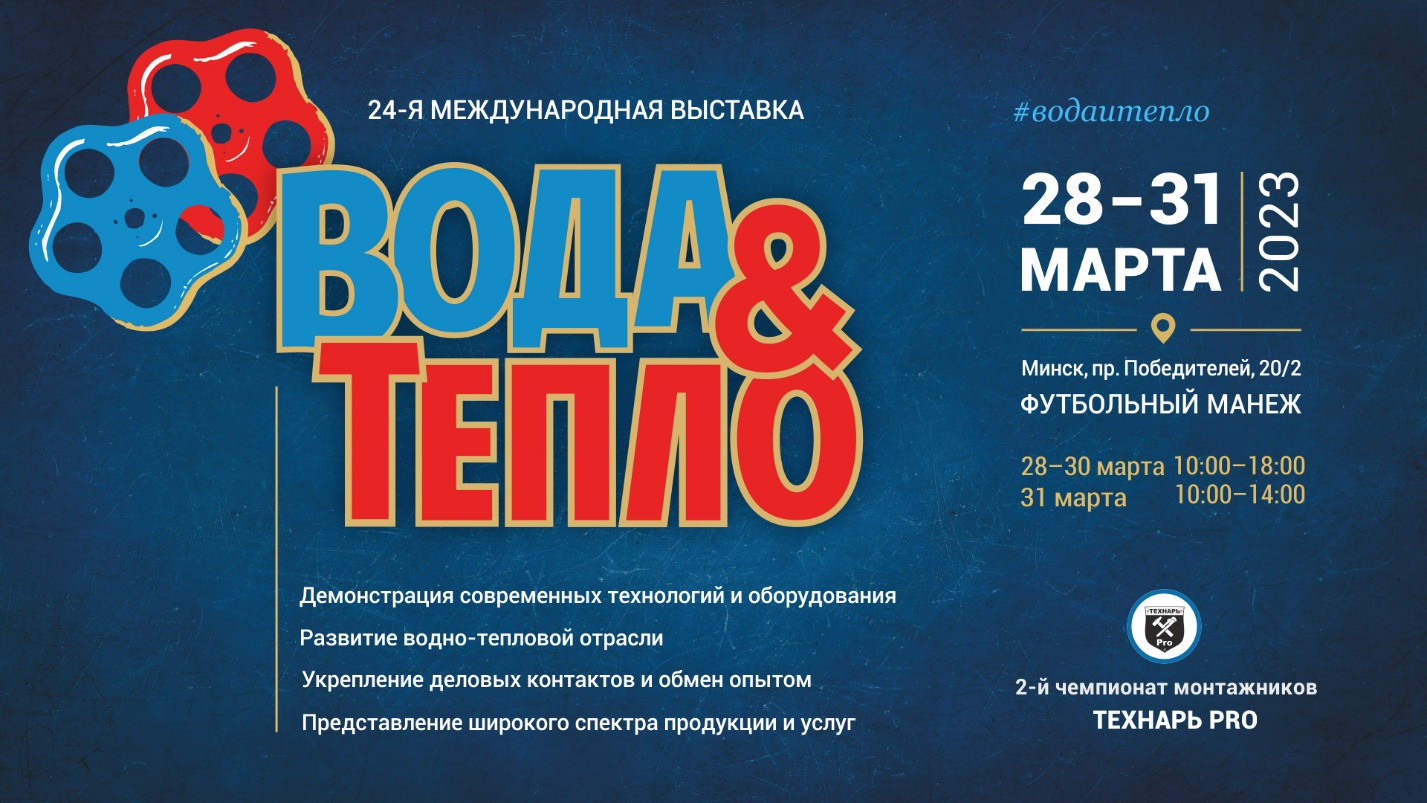 24-Я МЕЖДУНАРОДНАЯ ВЫСТАВКА
ВОДА &
ТЕПЛО
Демонстрация современных технологий и оборудования
Развитие водно-тепловой отрасли
Укрепление деловых контактов и обмен опытом
Представление широкого спектра продукции и услуг
#водаитепло
28–31
МАРТА
2023
Минск, пр. Победителей, 20/2
ФУТБОЛЬНЫЙ МАНЕЖ
28–30 марта 10:00–18:00
31 марта 10:00–14:00
ТЕХНАРЬ
Pro
2-й чемпионат монтажников
ТЕХНАРЬ PRO